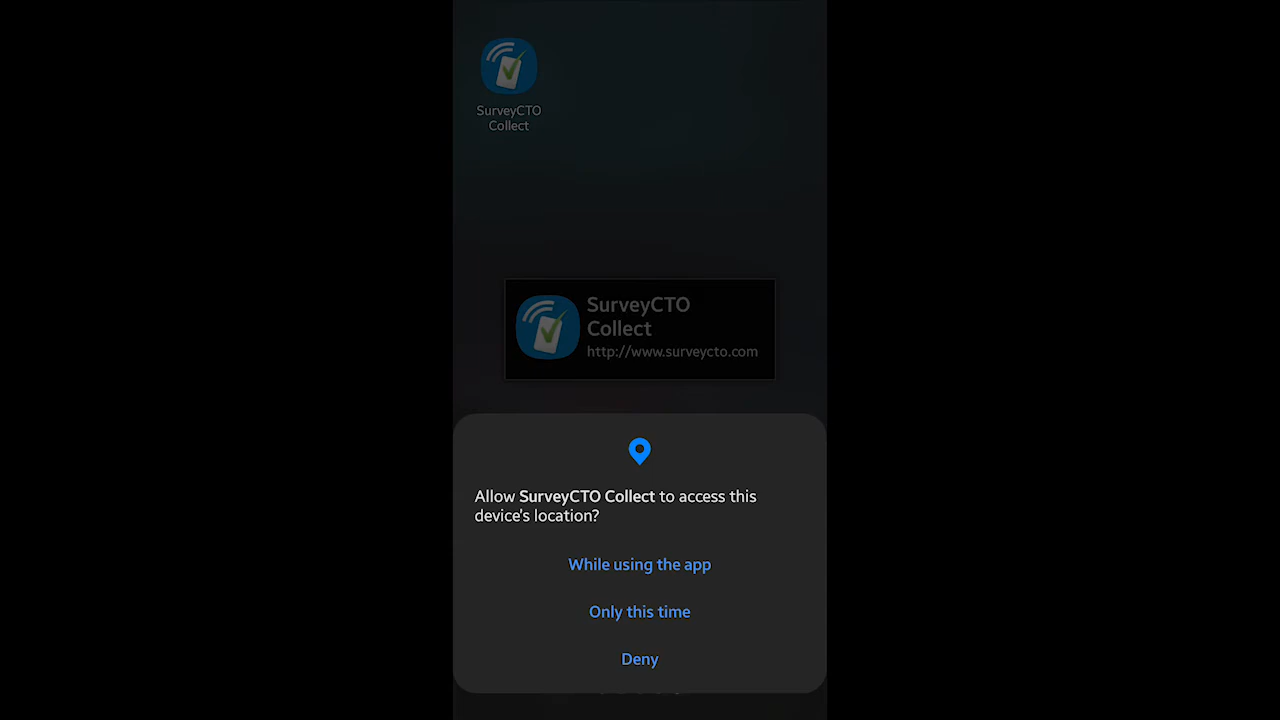 SurveyCTO
Collect
SurveyCTO
Collect
http://www.surveycto.com
Allow SurveyCTO Collect to access this
device's location?
While using the app
Only this time
Deny